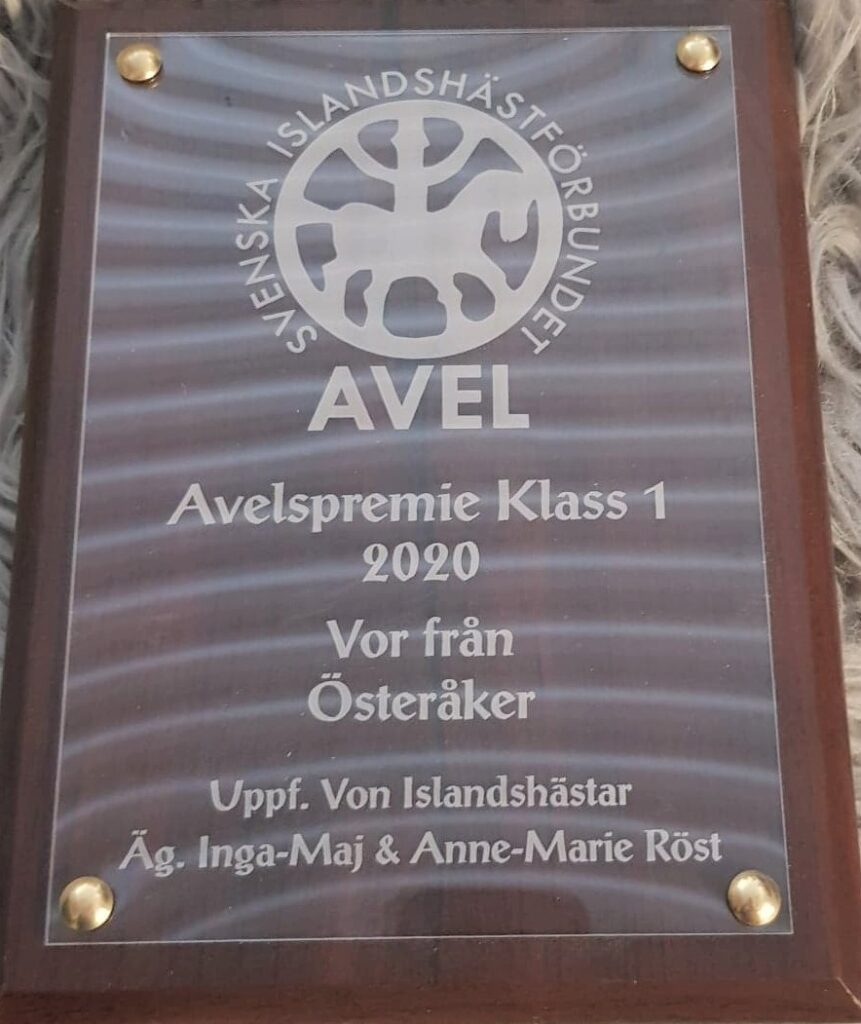 SVENSKA ISLANDSHÄSTFÖRBUNDET
AVEL
Avelspremie Klass 1
2020
Vor från
Österåker
Uppf. Von Islandshästar
Äg. Inga-Maj & Anne-Marie Röst